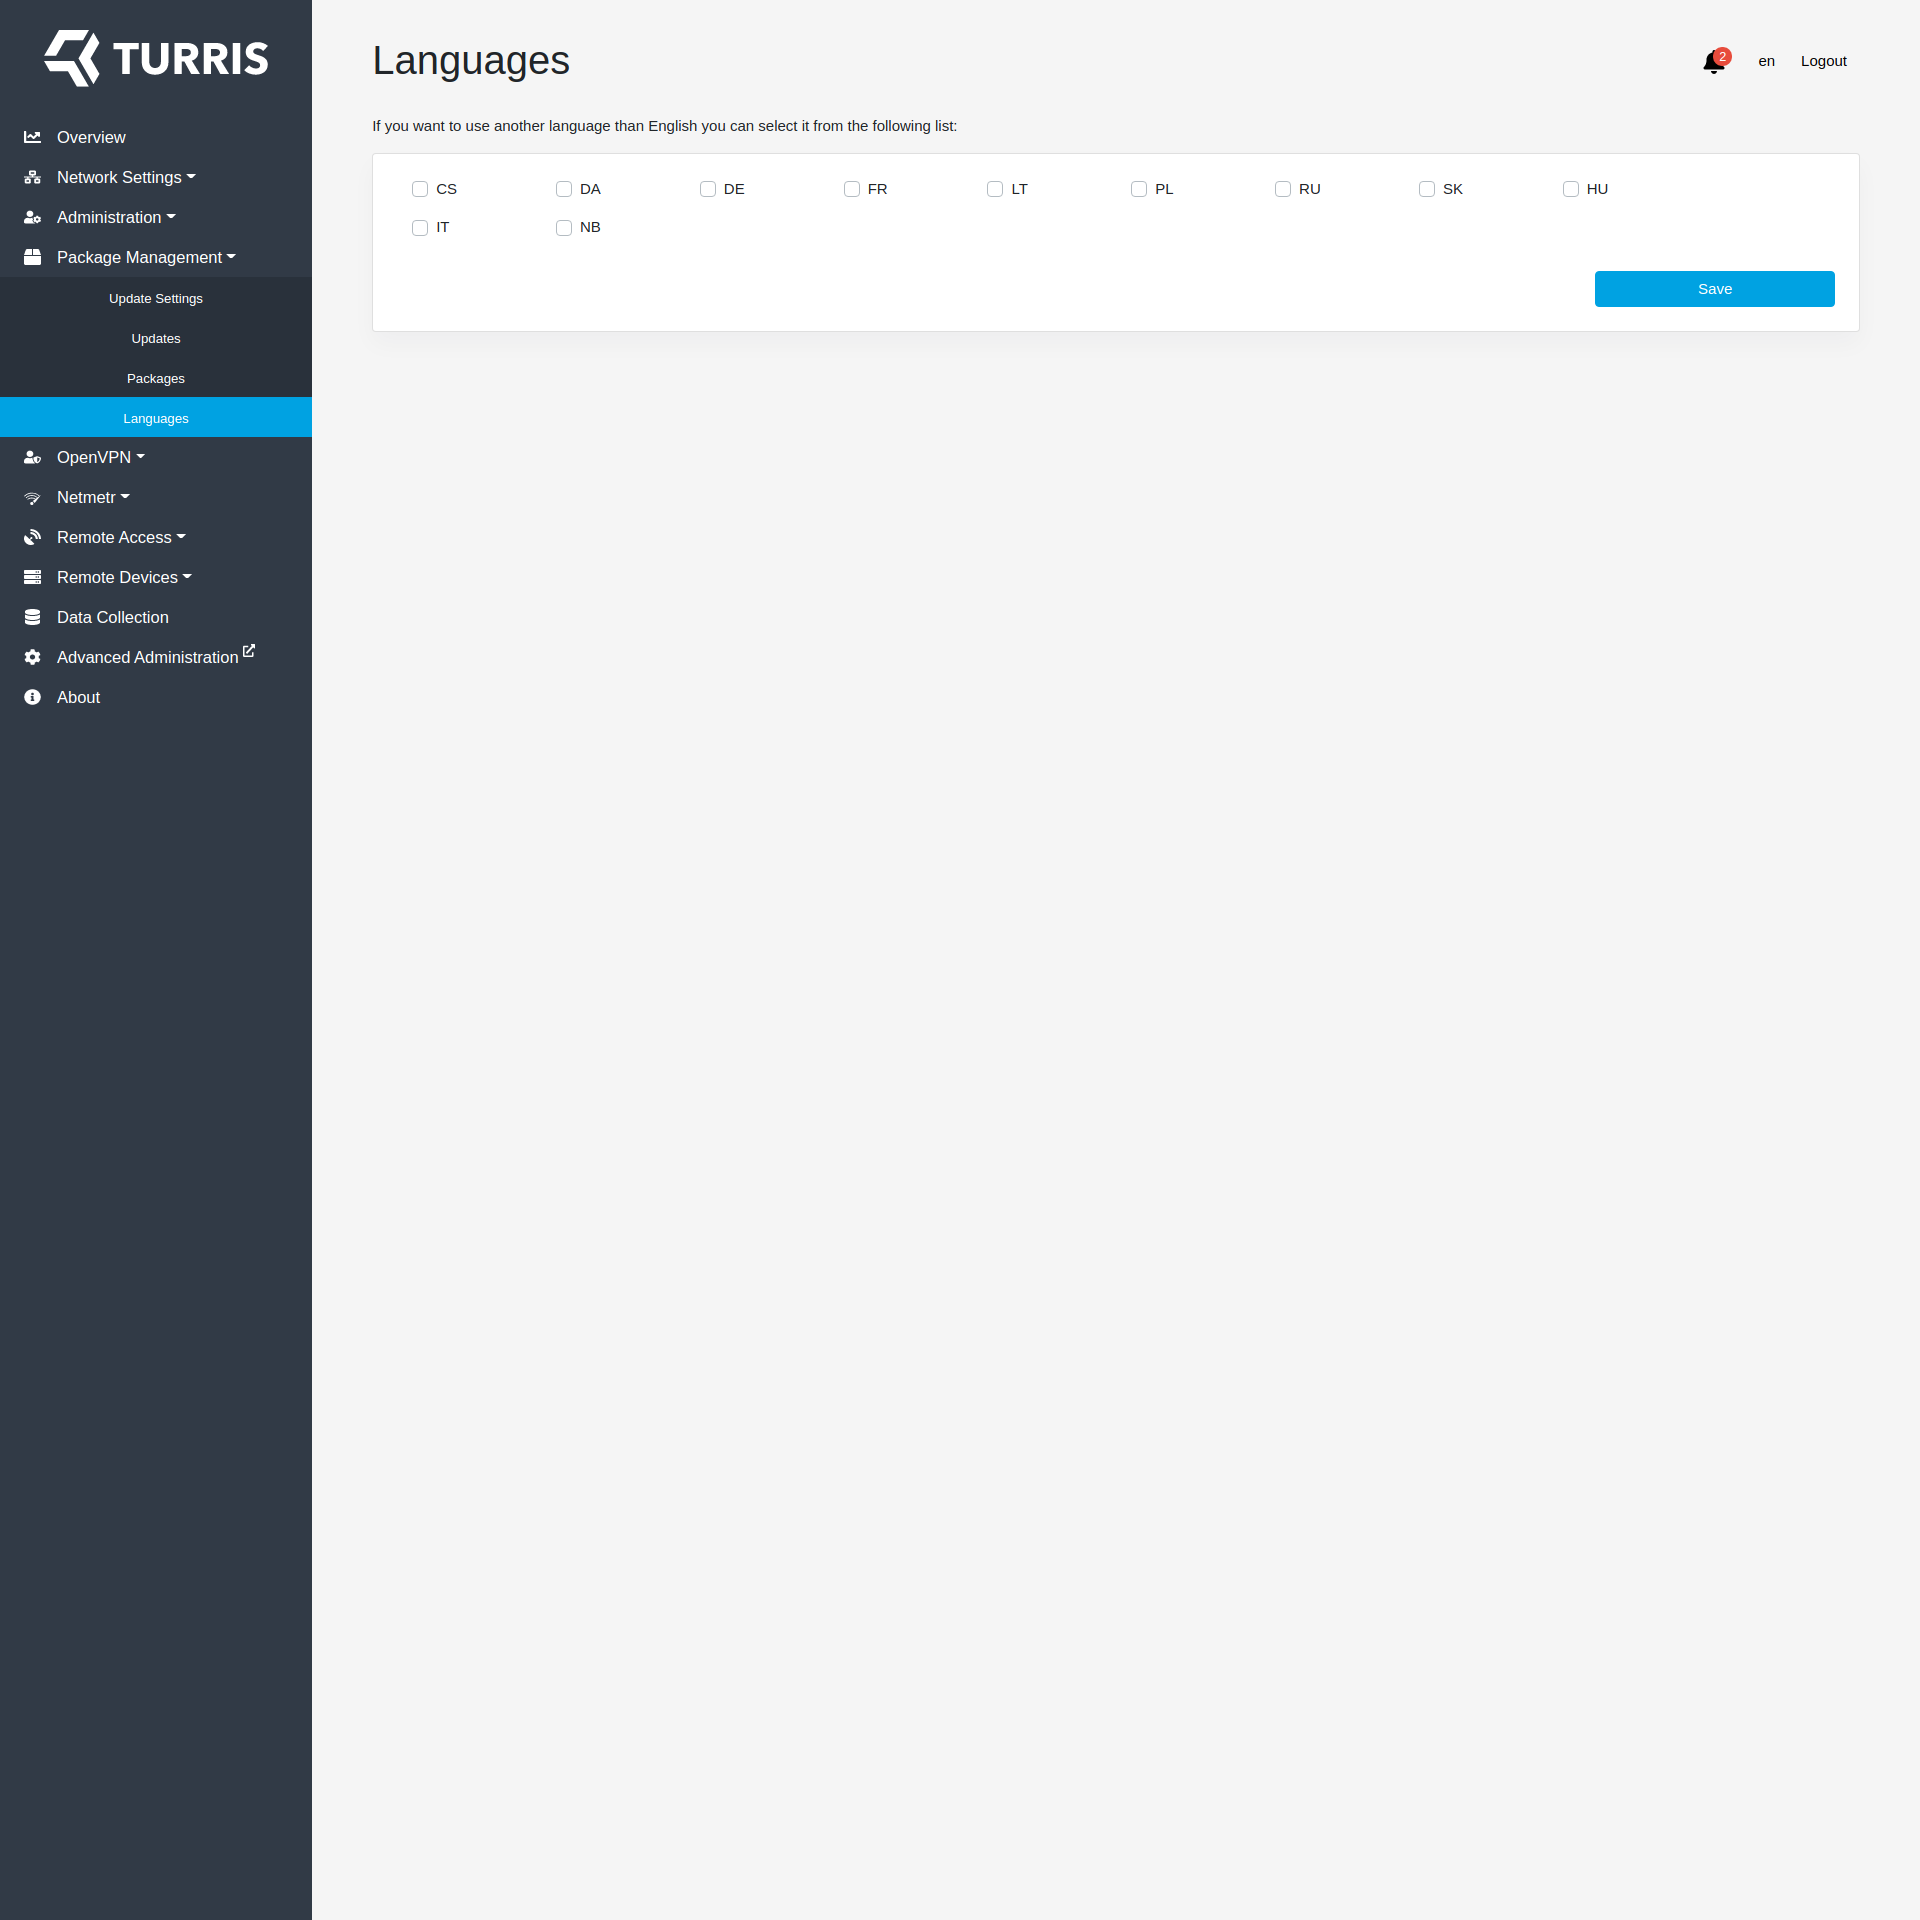 TURRIS
Overview
Network Settings
Administration
Package Management
Update Settings
Updates
Packages
Languages
OpenVPN
Netmetr
Remote Access
Remote Devices
Data Collection
Advanced Administration
About
Languages
2 en Logout
If you want to use another language than English you can select it from the following list:
CS DA DE FR LT PL RU SK HU
IT NB
Save